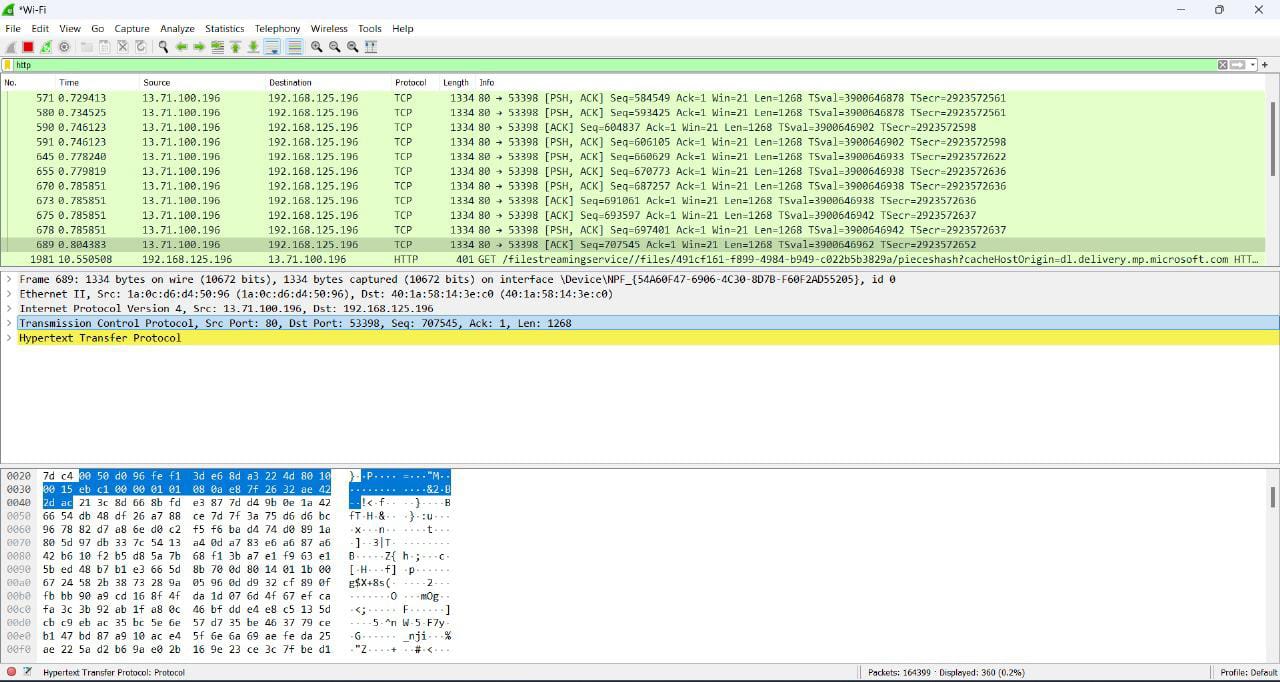 *Wi-Fi
File Edit View Go Capture Analyze Statistics Telephony Wireless Tools Help
http
No. Time Source Destination Protocol Length Info
571 0.729413 13.71.100.196 192.168.125.196 TCP 1334 80 → 53398 [PSH, ACK] Seq=584549 Ack=1 Win=21 Len=1268 TSval=3900646878 TSecr=2923572561
580 0.734525 13.71.100.196 192.168.125.196 TCP 1334 80 → 53398 [PSH, ACK] Seq=593425 Ack=1 Win=21 Len=1268 TSval=3900646878 TSecr=2923572561
590 0.746123 13.71.100.196 192.168.125.196 TCP 1334 80 → 53398 [ACK] Seq=604837 Ack=1 Win=21 Len=1268 TSval=3900646902 TSecr=2923572598
591 0.746123 13.71.100.196 192.168.125.196 TCP 1334 80 → 53398 [PSH, ACK] Seq=606105 Ack=1 Win=21 Len=1268 TSval=3900646902 TSecr=2923572598
645 0.778240 13.71.100.196 192.168.125.196 TCP 1334 80 → 53398 [PSH, ACK] Seq=660629 Ack=1 Win=21 Len=1268 TSval=3900646933 TSecr=2923572622
655 0.779819 13.71.100.196 192.168.125.196 TCP 1334 80 → 53398 [PSH, ACK] Seq=670773 Ack=1 Win=21 Len=1268 TSval=3900646938 TSecr=2923572636
670 0.785851 13.71.100.196 192.168.125.196 TCP 1334 80 → 53398 [PSH, ACK] Seq=687257 Ack=1 Win=21 Len=1268 TSval=3900646938 TSecr=2923572636
673 0.785851 13.71.100.196 192.168.125.196 TCP 1334 80 → 53398 [ACK] Seq=691061 Ack=1 Win=21 Len=1268 TSval=3900646938 TSecr=2923572636
675 0.785851 13.71.100.196 192.168.125.196 TCP 1334 80 → 53398 [ACK] Seq=693597 Ack=1 Win=21 Len=1268 TSval=3900646942 TSecr=2923572637
678 0.785851 13.71.100.196 192.168.125.196 TCP 1334 80 → 53398 [PSH, ACK] Seq=697401 Ack=1 Win=21 Len=1268 TSval=3900646942 TSecr=2923572637
689 0.804383 13.71.100.196 192.168.125.196 TCP 1334 80 → 53398 [ACK] Seq=707545 Ack=1 Win=21 Len=1268 TSval=3900646962 TSecr=2923572652
1981 10.550508 192.168.125.196 13.71.100.196 HTTP 401 GET /filestreamingservice//files/491cf161-f899-4984-b949-c022b5b3829a/pieceshash?cacheHostOrigin=dl.delivery.mp.microsoft.com HTT…
Frame 689: 1334 bytes on wire (10672 bits), 1334 bytes captured (10672 bits) on interface \Device\NPF_{54A60F47-6906-4C30-8D7B-F60F2AD55205}, id 0
Ethernet II, Src: 1a:0c:d6:d4:50:96 (1a:0c:d6:d4:50:96), Dst: 40:1a:58:14:3e:c0 (40:1a:58:14:3e:c0)
Internet Protocol Version 4, Src: 13.71.100.196, Dst: 192.168.125.196
Transmission Control Protocol, Src Port: 80, Dst Port: 53398, Seq: 707545, Ack: 1, Len: 1268
Hypertext Transfer Protocol
0020 7d c4 00 50 d0 96 fe f1 3d e6 8d a3 22 4d 80 10 }··P···· =···"M··
0030 00 15 eb c1 00 00 01 01 08 0a e8 7f 26 32 ae 42 ········ ····&2·B
0040 2d ac 21 3c 8d 66 8b fd e3 87 7d d4 9b 0e 1a 42 -·!<·f·· ··}····B
0050 66 54 db 48 df 26 a7 88 ce 7d 7f 3a 75 d6 d6 bc fT·H·&·· ·}·:u···
0060 96 78 82 d7 a8 6e d0 c2 f5 f6 ba d4 74 d0 89 1a ·x···n·· ····t···
0070 80 5d 97 db 33 7c 54 13 a4 0d a7 83 e6 a6 87 a6 ·]··3|T· ········
0080 42 b6 10 f2 b5 d8 5a 7b 68 f1 3b a7 e1 f9 63 e1 B·····Z{ h·;···c·
0090 5b ed 48 b7 b1 e3 66 5d 8b 70 0d 80 14 01 1b 00 [·H···f] ·p······
00a0 67 24 58 2b 38 73 28 9a 05 96 0d d9 32 cf 89 0f g$X+8s(· ····2···
00b0 fb bb 90 a9 cd 16 8f 4f da 1d 07 6d 4f 67 ef ca ·······O ···mOg··
00c0 fa 3c 3b 92 ab 1f a8 0c 46 bf dd e4 e8 c5 13 5d ·<;····· F······]
00d0 cb c9 eb ac 35 bc 5e 6e 57 d7 35 be 46 37 79 ce ····5·^n W·5·F7y·
00e0 b1 47 bd 87 a9 10 ac e4 5f 6e 6a 69 ae fe da 25 ·G······ _nji···%
00f0 ae 22 5a d2 b6 9a e0 2b 16 9e 23 ce 3c 7f be d1 ·"Z····+ ··#·<···
Hypertext Transfer Protocol: Protocol Packets: 164399 · Displayed: 360 (0.2%) Profile: Default